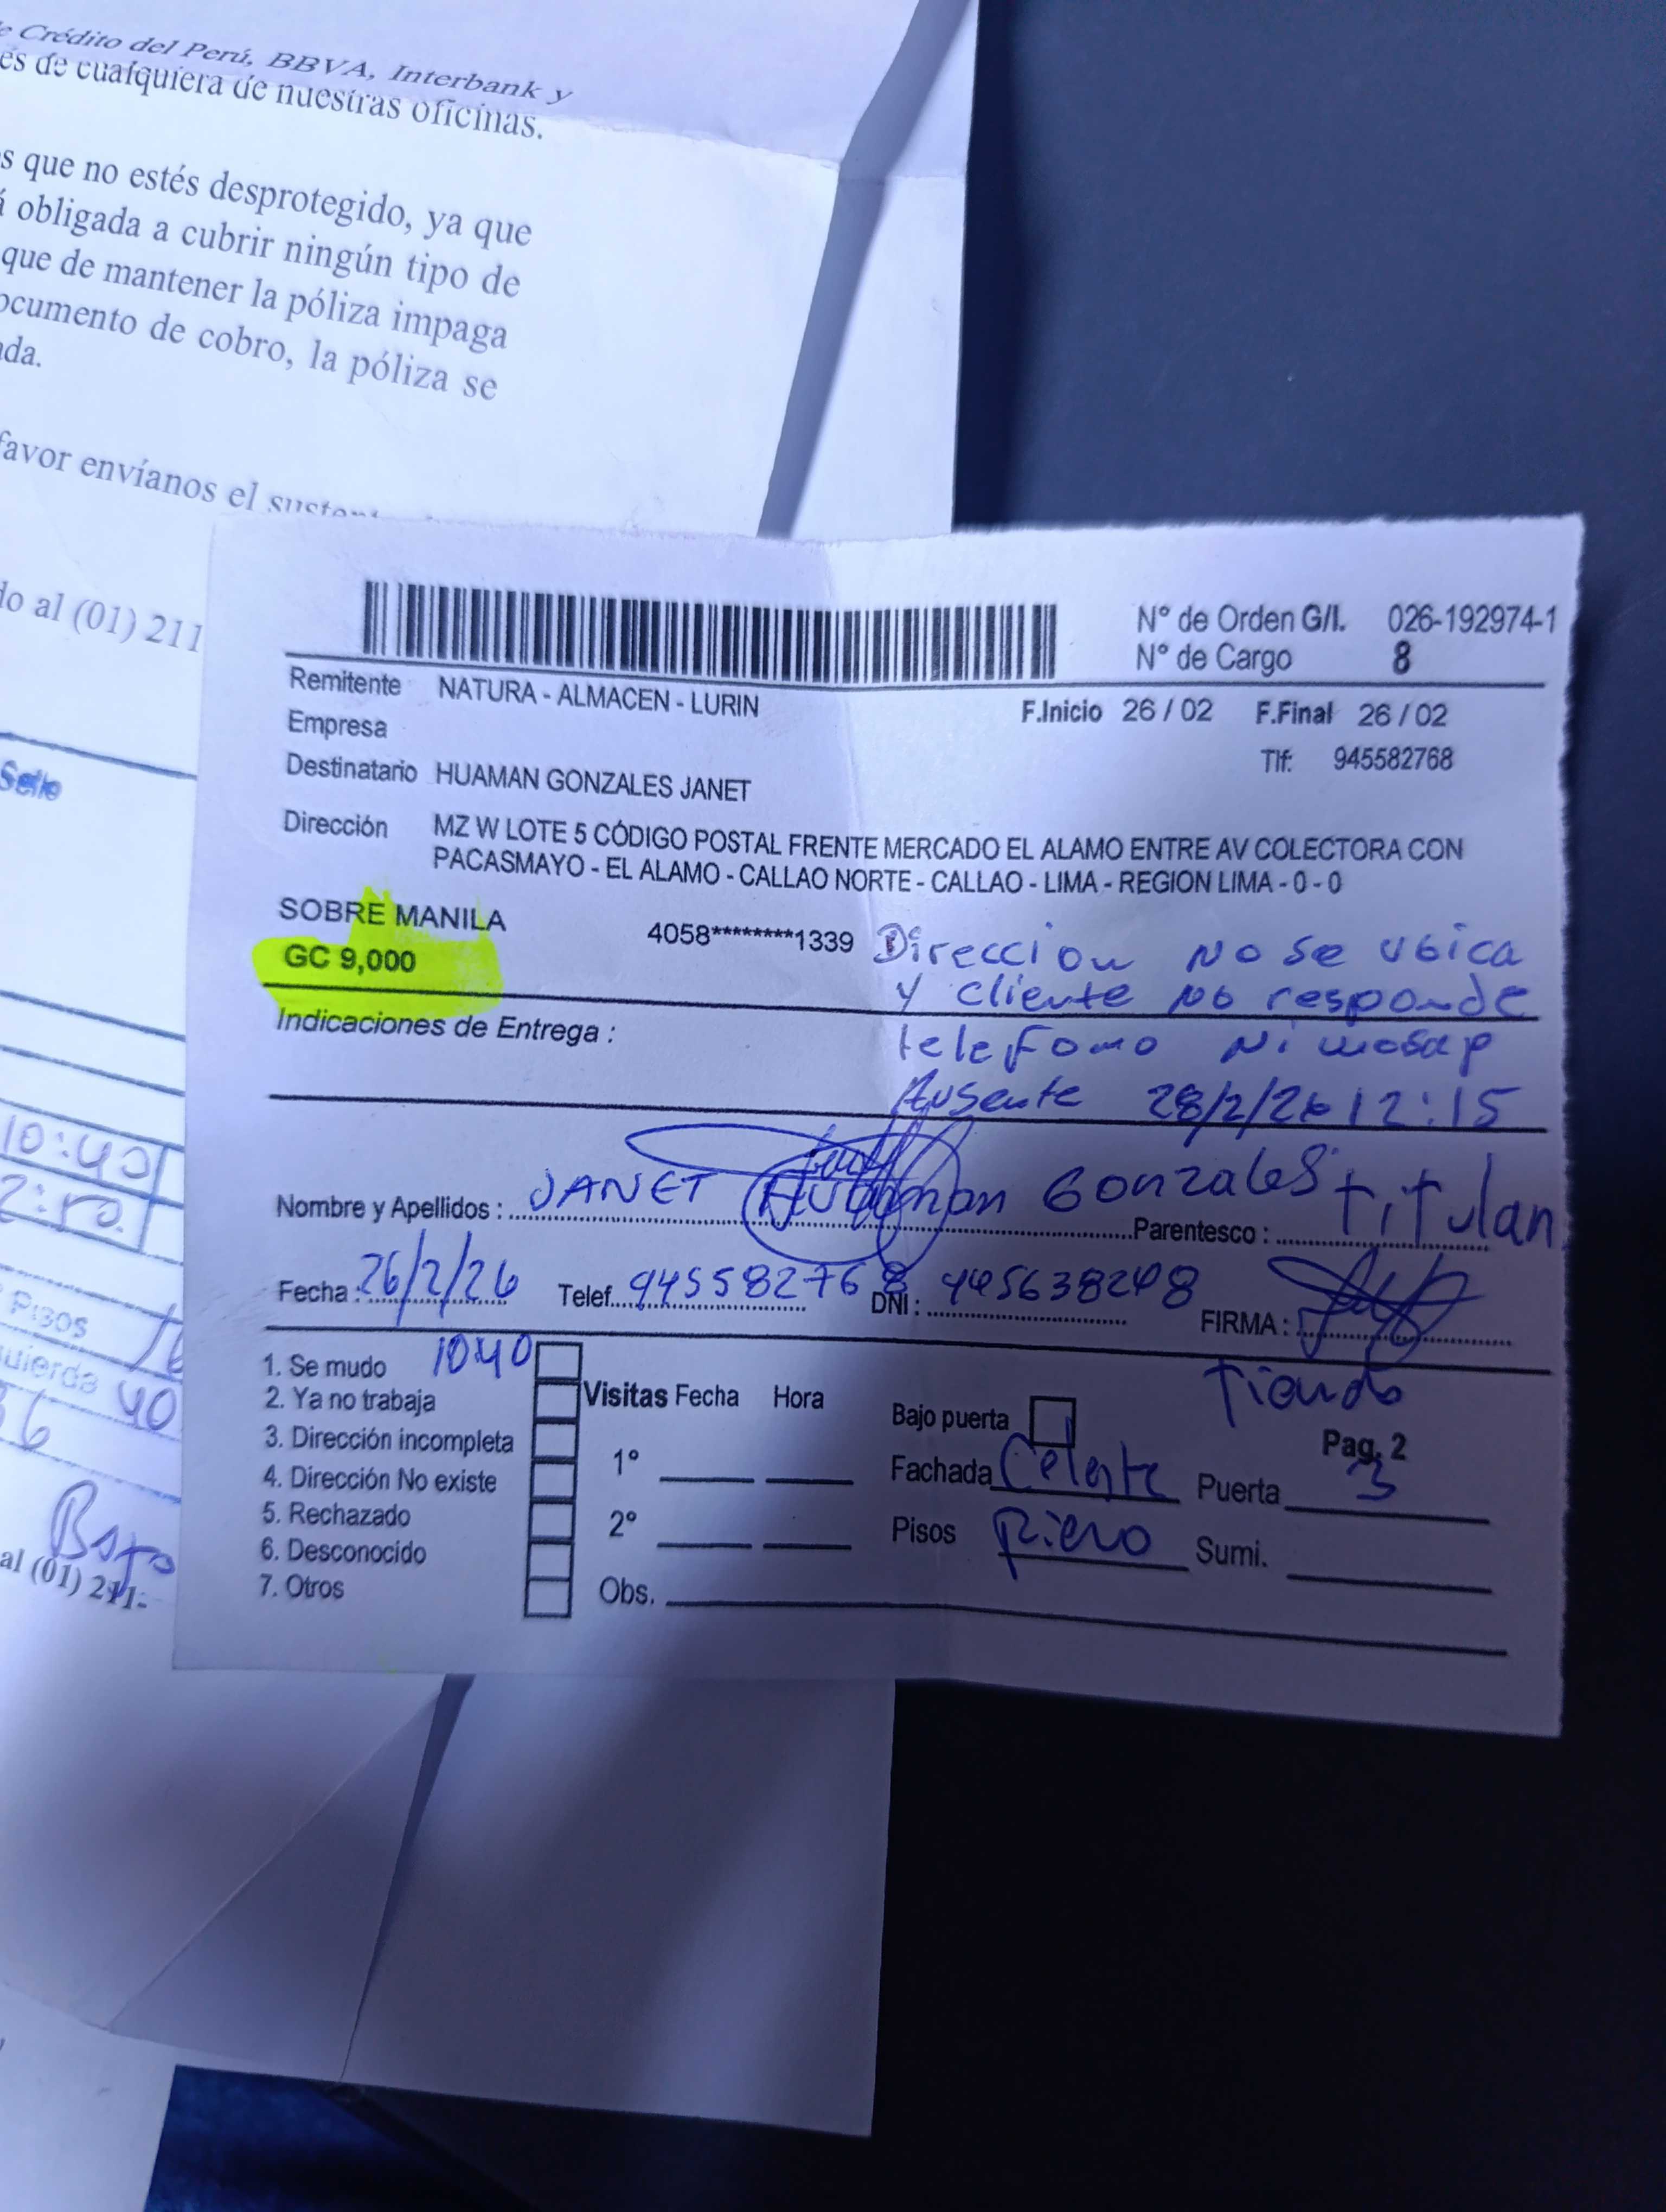 e Crédito del Perú, BBVA, Interbank y
és de cualquiera de nuestras oficinas.
s que no estés desprotegido, ya que
á obligada a cubrir ningún tipo de
que de mantener la póliza impaga
ocumento de cobro, la póliza se
ada.
favor envíanos el
do al (01) 211
Sello
10:40
Pisos
uierda 40
36
Bajo
al (01) 211-
N° de Orden G/I. 026-192974-1
N° de Cargo 8
Remitente NATURA - ALMACEN - LURIN
F.Inicio 26 / 02 F.Final 26 / 02
Empresa
Tlf: 945582768
Destinatario HUAMAN GONZALES JANET
Dirección MZ W LOTE 5 CÓDIGO POSTAL FRENTE MERCADO EL ALAMO ENTRE AV COLECTORA CON
PACASMAYO - EL ALAMO - CALLAO NORTE - CALLAO - LIMA - REGION LIMA - 0 - 0
SOBRE MANILA 4058********1339
GC 9,000
Direccion no se ubica
y cliente no responde
Indicaciones de Entrega :
telefono ni
Ausente 28/2/26 12:15
Nombre y Apellidos : JANET Huaman Gonzales Parentesco : titular
Fecha : 26/2/26 Telef. 945582768 DNI : FIRMA :
1. Se mudo 1040
2. Ya no trabaja
3. Dirección incompleta
4. Dirección No existe
5. Rechazado
6. Desconocido
7. Otros
Visitas Fecha Hora
1°
2°
Obs.
Tienda
Bajo puerta
Pag. 2
Fachada Celeste Puerta 3
Pisos Sumi.